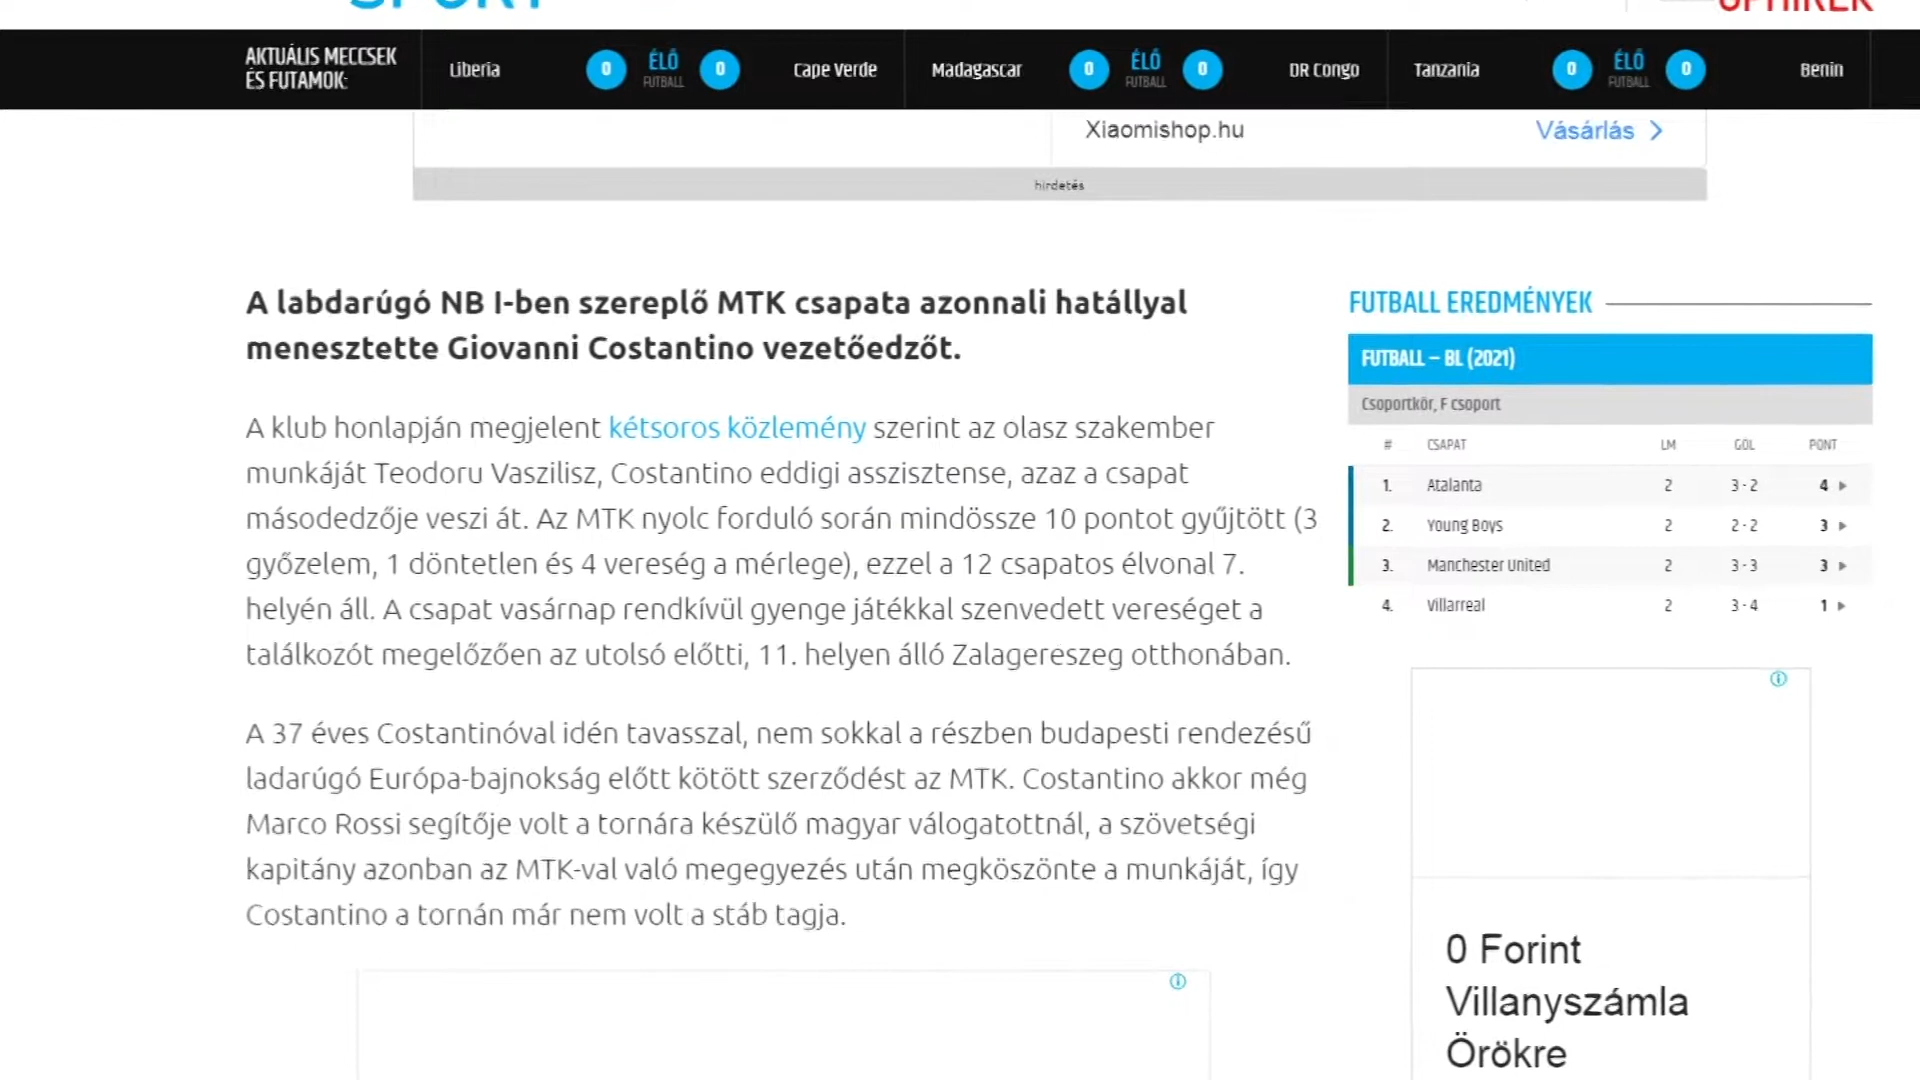 SPORT
AKTUÁLIS MECCSEK
ÉS FUTAMOK:
Liberia 0 ÉLŐ FUTBALL 0 Cape Verde
Madagascar 0 ÉLŐ FUTBALL 0 DR Congo
Tanzania 0 ÉLŐ FUTBALL 0 Benin
Xiaomishop.hu
Vásárlás
hirdetés
A labdarúgó NB I-ben szereplő MTK csapata azonnali hatállyal
menesztette Giovanni Costantino vezetőedzőt.
A klub honlapján megjelent kétsoros közlemény szerint az olasz szakember
munkáját Teodoru Vaszilisz, Costantino eddigi asszisztense, azaz a csapat
másodedzője veszi át. Az MTK nyolc forduló során mindössze 10 pontot gyűjtött (3
győzelem, 1 döntetlen és 4 vereség a mérlege), ezzel a 12 csapatos élvonal 7.
helyén áll. A csapat vasárnap rendkívül gyenge játékkal szenvedett vereséget a
találkozót megelőzően az utolsó előtti, 11. helyen álló Zalagereszeg otthonában.
A 37 éves Costantinóval idén tavasszal, nem sokkal a részben budapesti rendezésű
ladarúgó Európa-bajnokság előtt kötött szerződést az MTK. Costantino akkor még
Marco Rossi segítője volt a tornára készülő magyar válogatottnál, a szövetségi
kapitány azonban az MTK-val való megegyezés után megköszönte a munkáját, így
Costantino a tornán már nem volt a stáb tagja.
FUTBALL EREDMÉNYEK
FUTBALL – BL (2021)
Csoportkör, F csoport
# CSAPAT LM GÓL PONT
1. Atalanta 2 3 - 2 4
2. Young Boys 2 2 - 2 3
3. Manchester United 2 3 - 3 3
4. Villarreal 2 3 - 4 1
0 Forint
Villanyszámla
Örökre